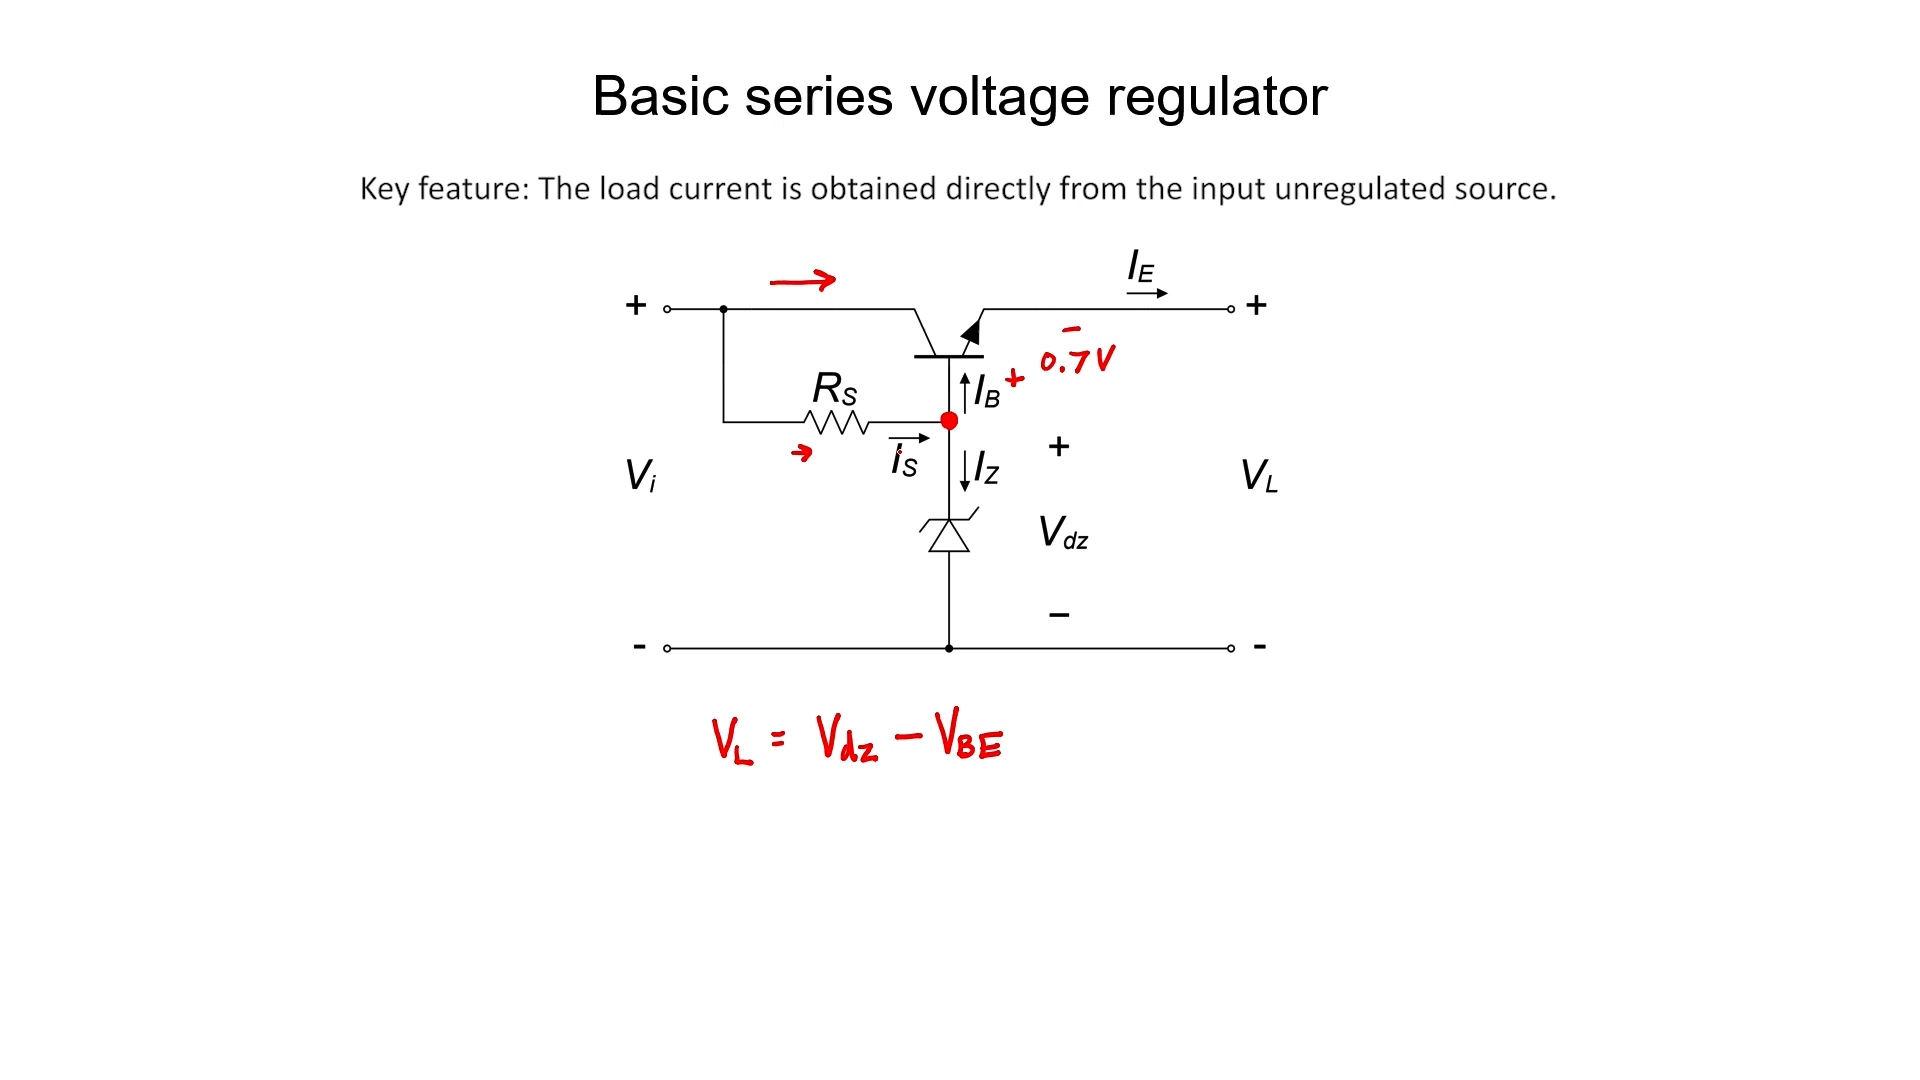 Basic series voltage regulator
Key feature: The load current is obtained directly from the input unregulated source.
I_E
+ +
−
0.7V
R_S I_B +
i_S I_Z +
V_i V_L
V_dz
−
- -
V_L = V_dz − V_BE